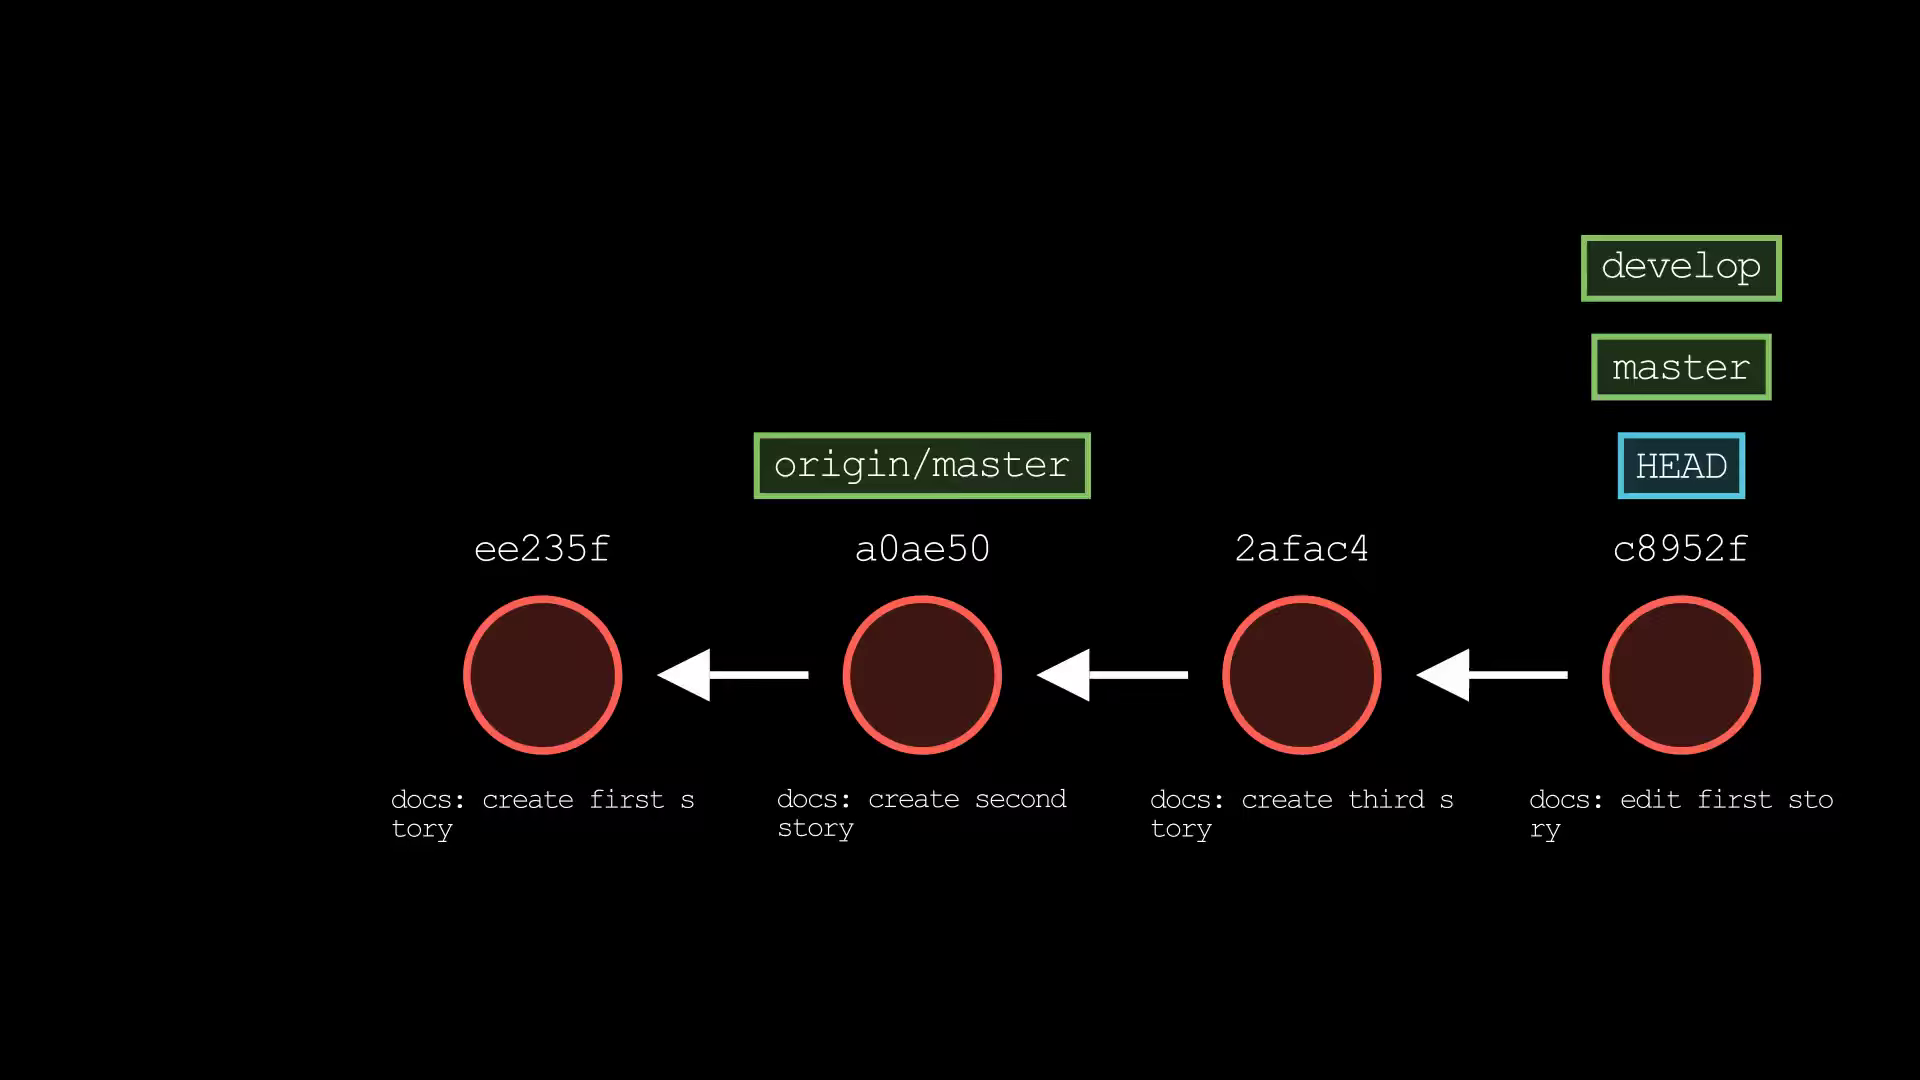 develop
master
origin/master
HEAD
ee235f
a0ae50
2afac4
c8952f
docs: create first s
tory
docs: create second
story
docs: create third s
tory
docs: edit first sto
ry